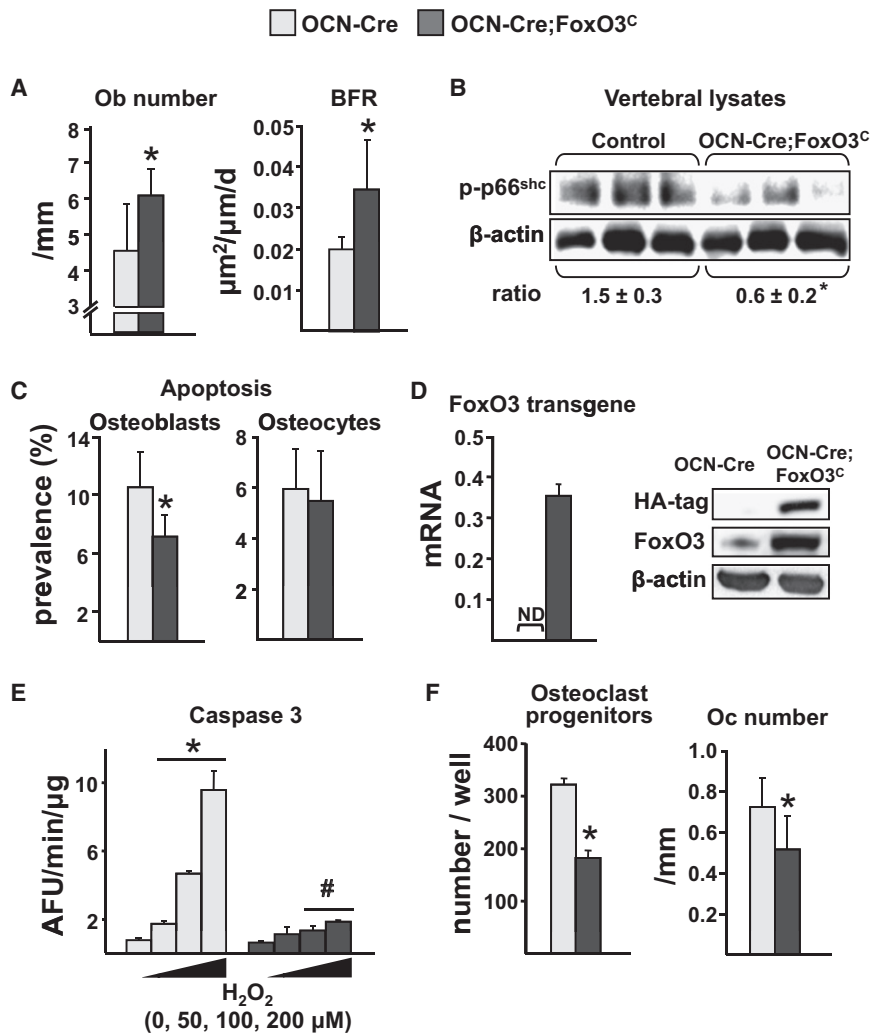 OCN-Cre OCN-Cre;FoxO3ᶜ
A
Ob number
/mm
8
7
6
5
4
3
*
BFR
µm²/µm/d
0.05
0.04
0.03
0.02
0.01
*
B
Vertebral lysates
Control OCN-Cre;FoxO3ᶜ
p-p66ˢʰᶜ
β-actin
ratio 1.5 ± 0.3 0.6 ± 0.2*
C
Apoptosis
Osteoblasts Osteocytes
prevalence (%)
14
10
6
2
*
8
6
4
2
D
FoxO3 transgene
mRNA
0.5
0.4
0.3
0.2
0.1
ND
OCN-Cre OCN-Cre;
FoxO3ᶜ
HA-tag
FoxO3
β-actin
E
Caspase 3
AFU/min/µg
10
6
2
*
#
H₂O₂
(0, 50, 100, 200 µM)
F
Osteoclast
progenitors
number / well
400
300
200
100
*
Oc number
/mm
1.0
0.8
0.6
0.4
0.2
*